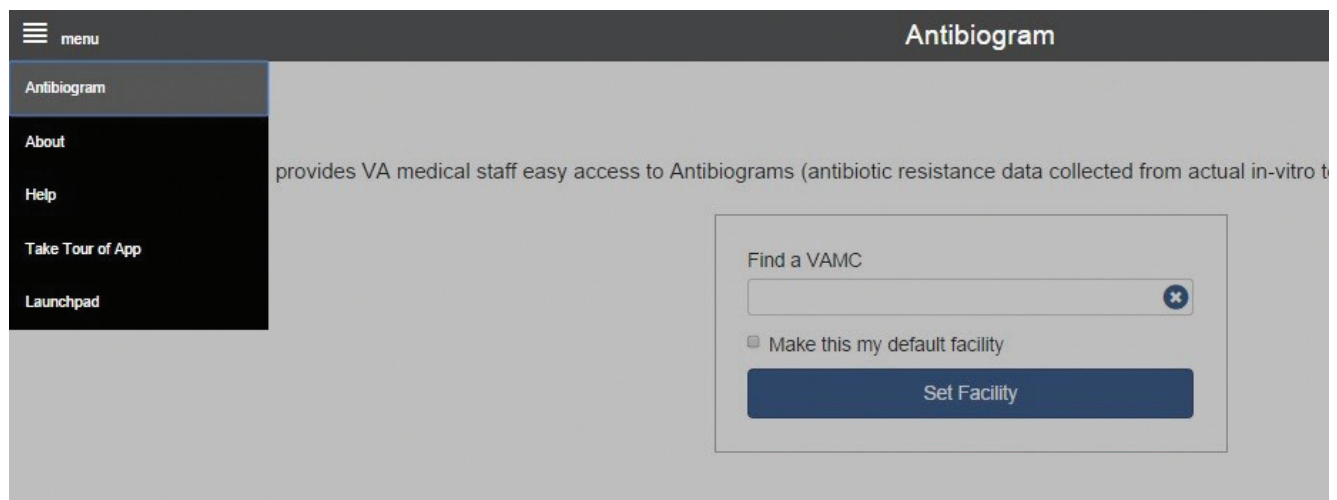 menu
Antibiogram
Antibiogram
About
Help
Take Tour of App
Launchpad
provides VA medical staff easy access to Antibiograms (antibiotic resistance data collected from actual in-vitro
Find a VAMC
Make this my default facility
Set Facility